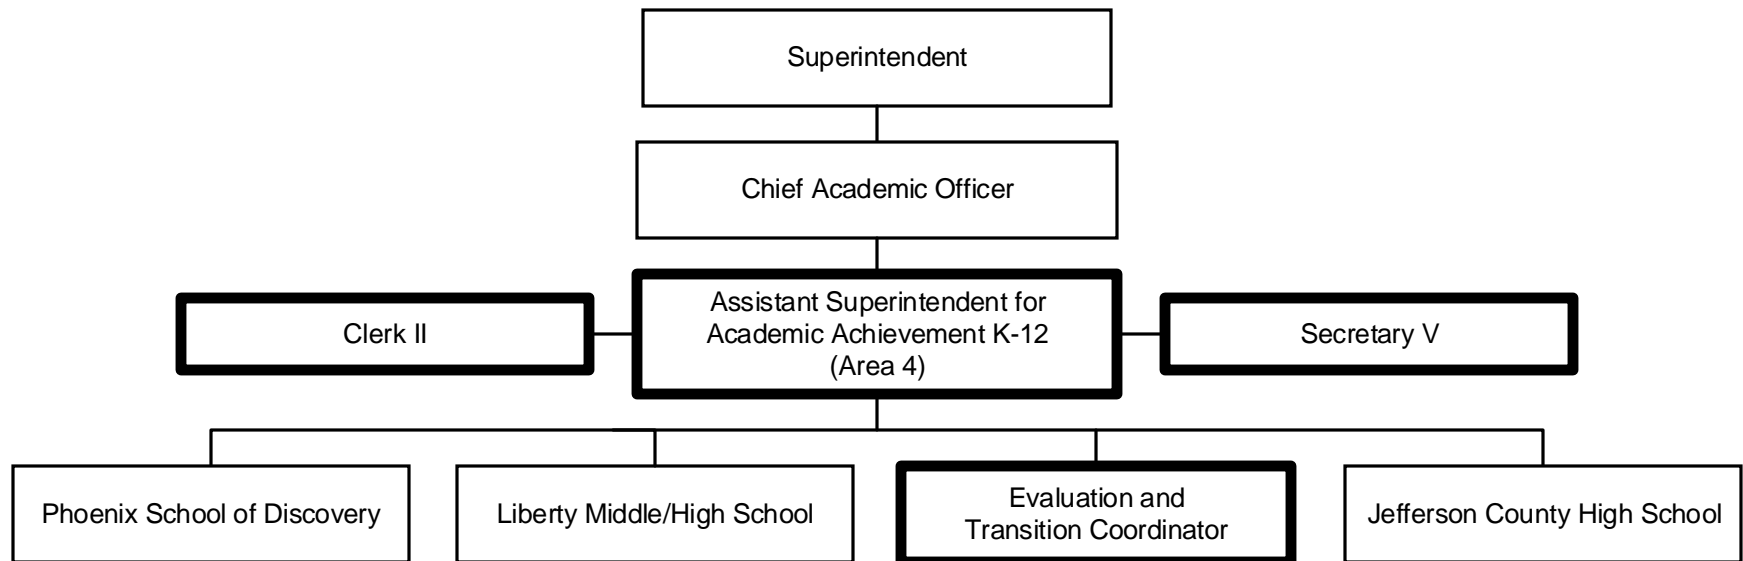 Superintendent
Chief Academic Officer
Clerk II
Assistant Superintendent for
Academic Achievement K-12
(Area 4)
Secretary V
Phoenix School of Discovery
Liberty Middle/High School
Evaluation and
Transition Coordinator
Jefferson County High School